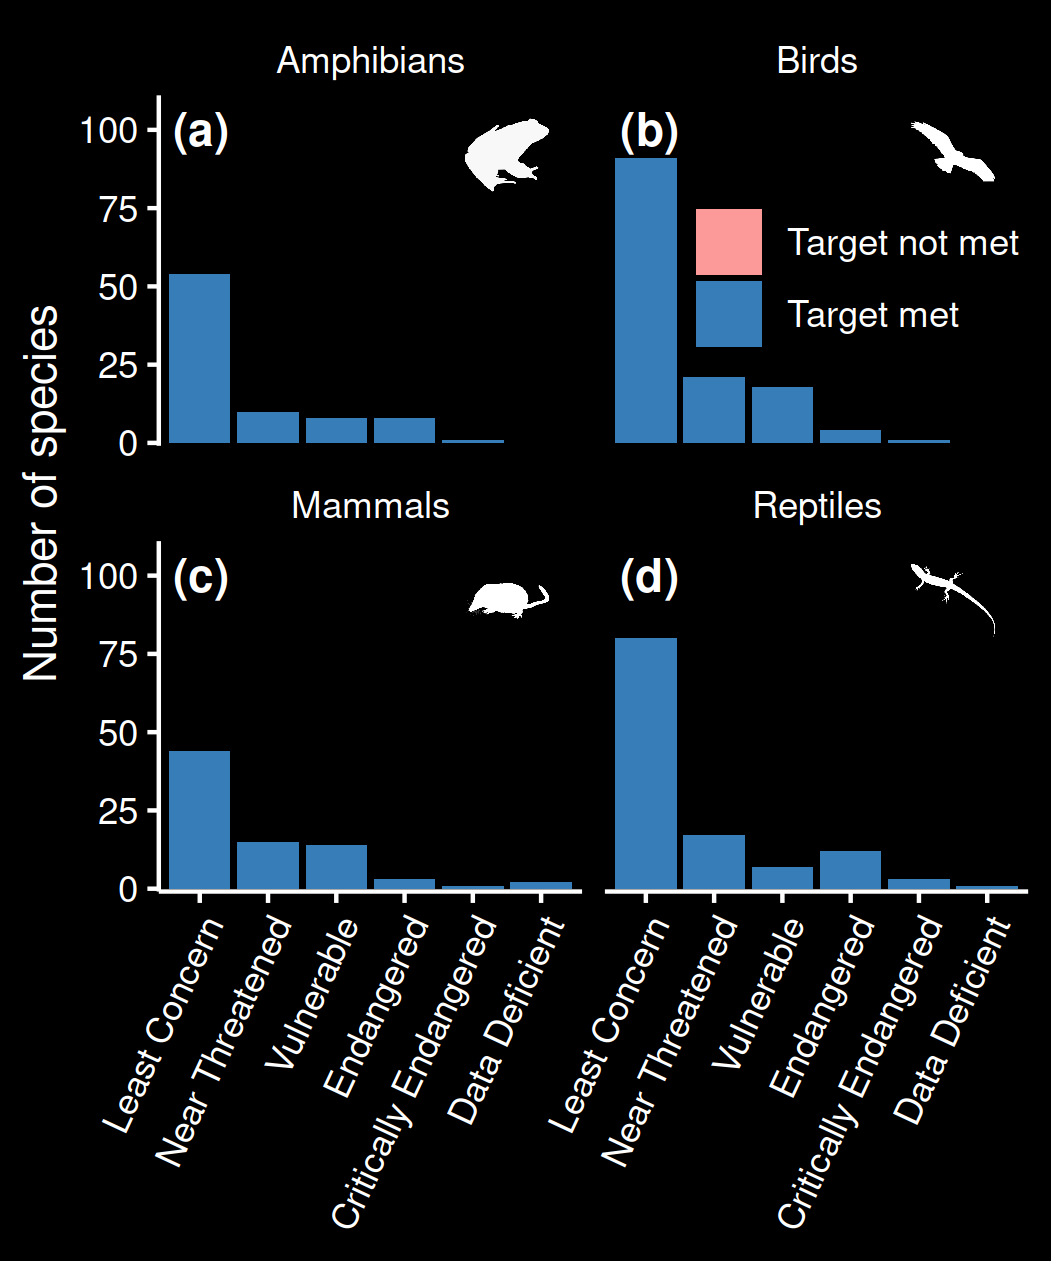 Amphibians
Birds
(a)
(b)
100
75
50
25
0
Target not met
Target met
Number of species
Mammals
Reptiles
(c)
(d)
100
75
50
25
0
Least Concern
Near Threatened
Vulnerable
Endangered
Critically Endangered
Data Deficient
Least Concern
Near Threatened
Vulnerable
Endangered
Critically Endangered
Data Deficient